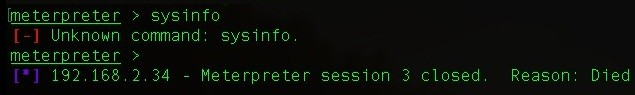 meterpreter > sysinfo
[-] Unknown command: sysinfo.
meterpreter >
[*] 192.168.2.34 - Meterpreter session 3 closed.  Reason: Died